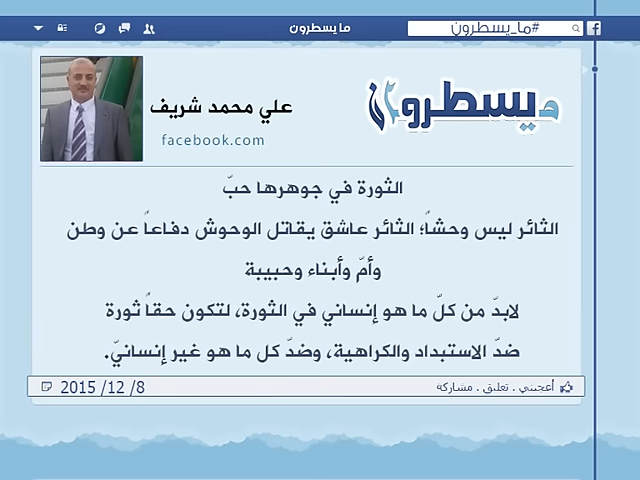 ما يسطرون
#ما_يسطرون
f
ما يسطرون
علي محمد شريف
facebook.com
الثورة في جوهرها حبّ
الثائر ليس وحشاً؛ الثائر عاشق يقاتل الوحوش دفاعاً عن وطن
وأمّ وأبناء وحبيبة
لابدّ من كلّ ما هو إنساني في الثورة، لتكون حقاً ثورة
ضدّ الاستبداد والكراهية، وضدّ كل ما هو غير إنسانيّ.
أعجبني . تعليق . مشاركة
2015 /12 /8